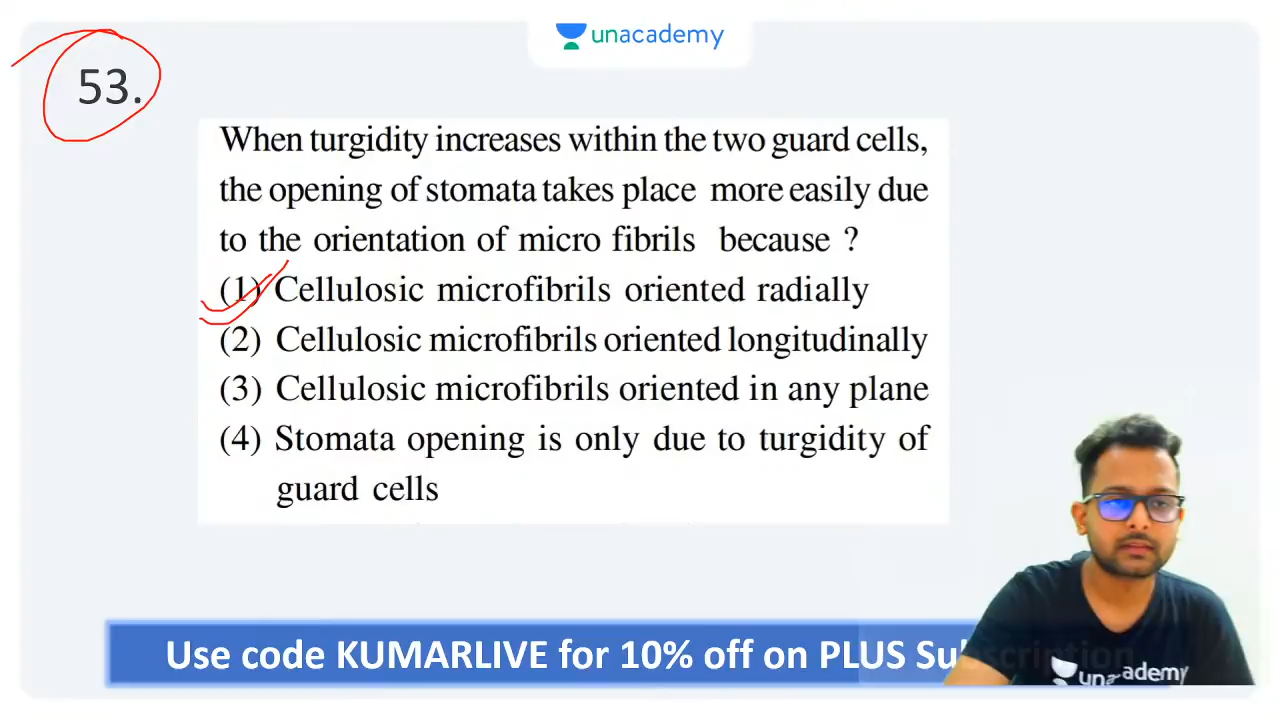 unacademy
53.
When turgidity increases within the two guard cells,
the opening of stomata takes place more easily due
to the orientation of micro fibrils because ?
(1) Cellulosic microfibrils oriented radially
(2) Cellulosic microfibrils oriented longitudinally
(3) Cellulosic microfibrils oriented in any plane
(4) Stomata opening is only due to turgidity of
guard cells
Use code KUMARLIVE for 10% off on PLUS Subscription
unacademy